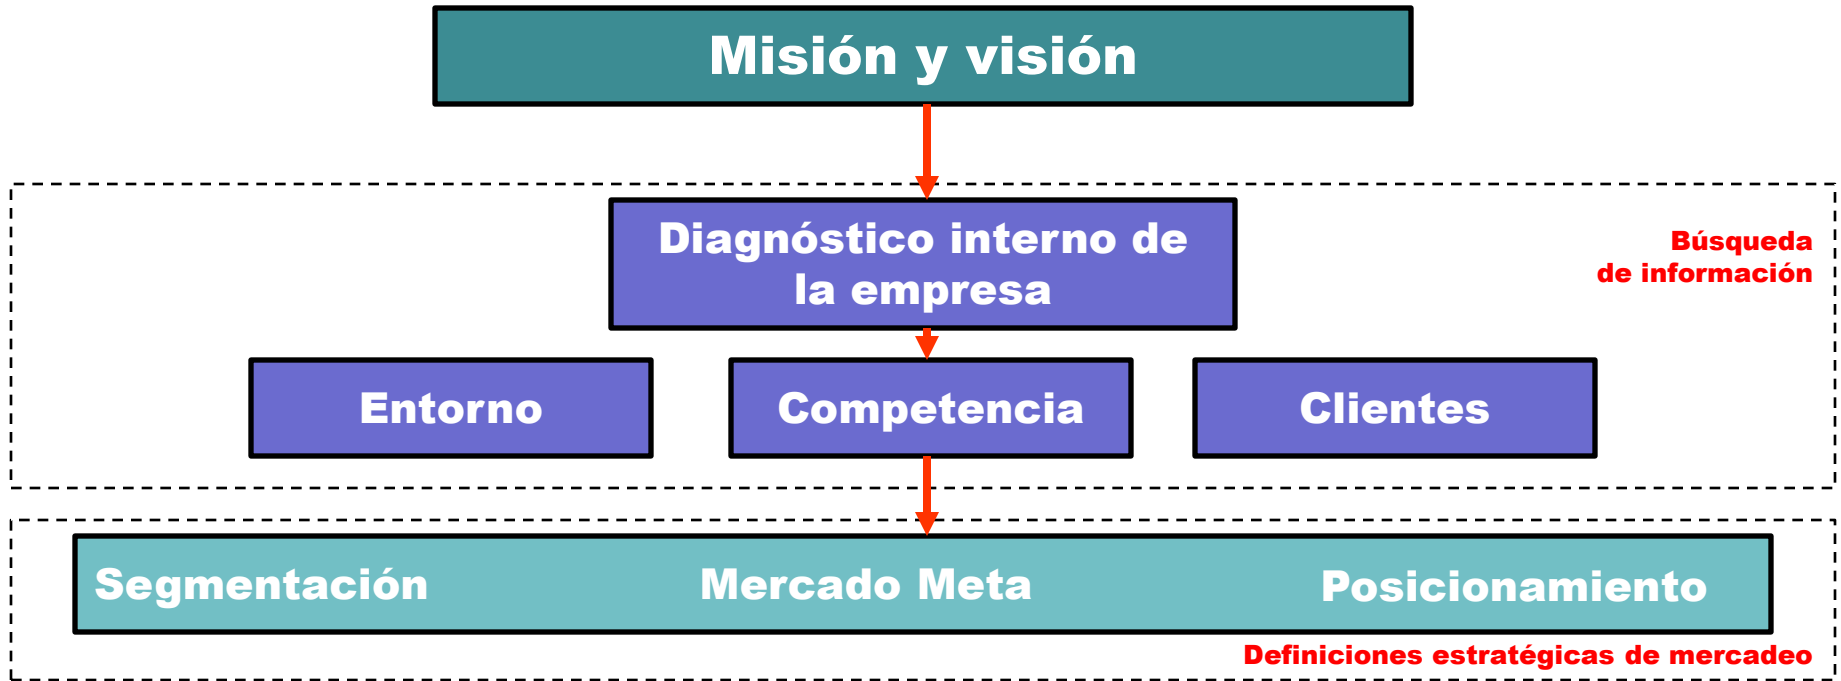 Misión y visión
Diagnóstico interno de
la empresa
Búsqueda
de información
Entorno
Competencia
Clientes
Segmentación
Mercado Meta
Posicionamiento
Definiciones estratégicas de mercadeo